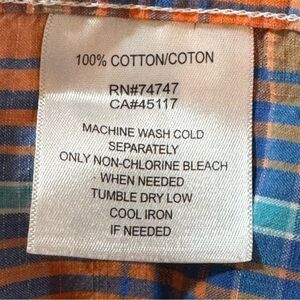 100% COTTON/COTON
RN#74747
CA#45117
MACHINE WASH COLD
SEPARATELY
ONLY NON-CHLORINE BLEACH
WHEN NEEDED
TUMBLE DRY LOW
COOL IRON
IF NEEDED